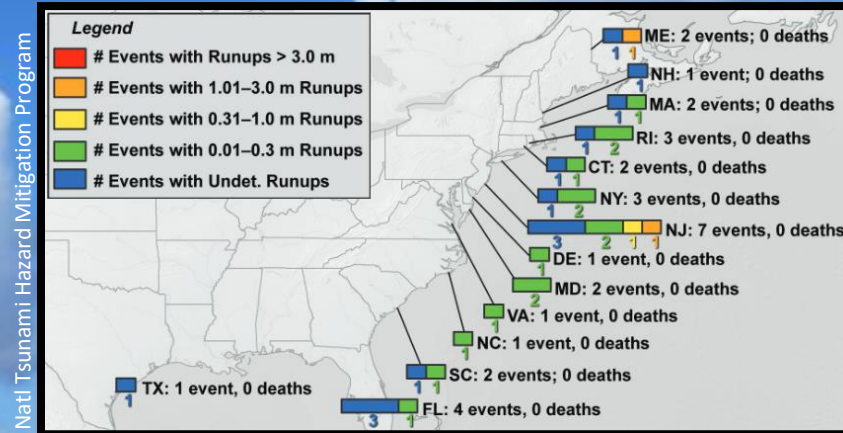 Natl Tsunami Hazard Mitigation Program
Legend
# Events with Runups > 3.0 m
# Events with 1.01–3.0 m Runups
# Events with 0.31–1.0 m Runups
# Events with 0.01–0.3 m Runups
# Events with Undet. Runups
ME: 2 events; 0 deaths
1 1
NH: 1 event; 0 deaths
1
MA: 2 events; 0 deaths
1 1
RI: 3 events, 0 deaths
1 2
CT: 2 events, 0 deaths
1 1
NY: 3 events, 0 deaths
1 2
NJ: 7 events, 0 deaths
3 2 1 1
DE: 1 event, 0 deaths
1
MD: 2 events, 0 deaths
2
VA: 1 event, 0 deaths
1
NC: 1 event, 0 deaths
1
SC: 2 events; 0 deaths
1 1
TX: 1 event, 0 deaths
1
FL: 4 events, 0 deaths
3 1